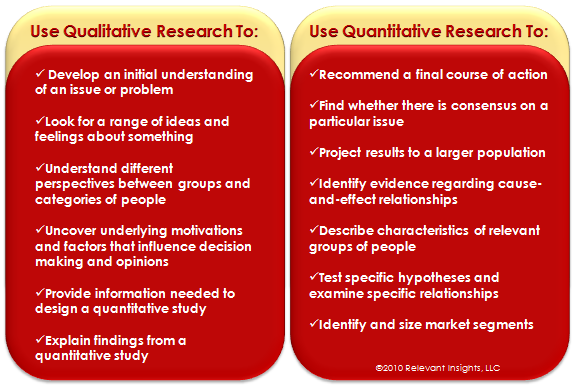 Use Qualitative Research To:
✓Develop an initial understanding
of an issue or problem
✓Look for a range of ideas and
feelings about something
✓Understand different
perspectives between groups and
categories of people
✓Uncover underlying motivations
and factors that influence decision
making and opinions
✓Provide information needed to
design a quantitative study
✓Explain findings from a
quantitative study
Use Quantitative Research To:
✓Recommend a final course of action
✓Find whether there is consensus on a
particular issue
✓Project results to a larger population
✓Identify evidence regarding cause-
and-effect relationships
✓Describe characteristics of relevant
groups of people
✓Test specific hypotheses and
examine specific relationships
✓Identify and size market segments
©2010 Relevant Insights, LLC